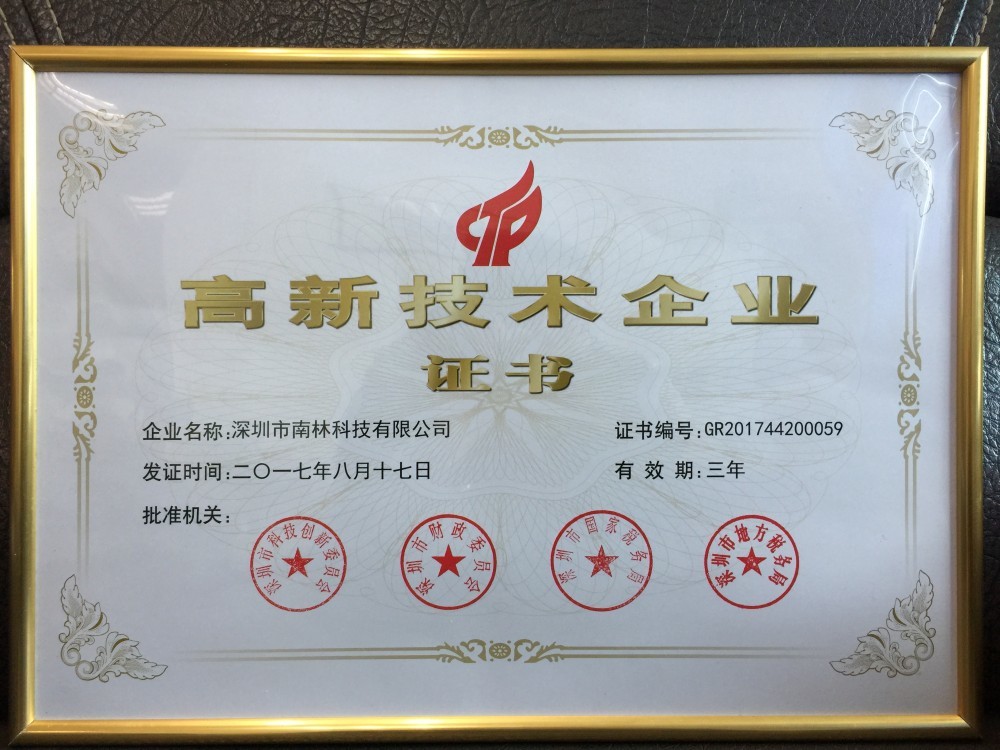 CTP
高新技术企业
证书
企业名称:深圳市南林科技有限公司
证书编号:GR201744200059
发证时间:二〇一七年八月十七日
有效期:三年
批准机关:
深圳市科技创新委员会
深圳市财政委员会
深圳市国家税务局
深圳市地方税务局